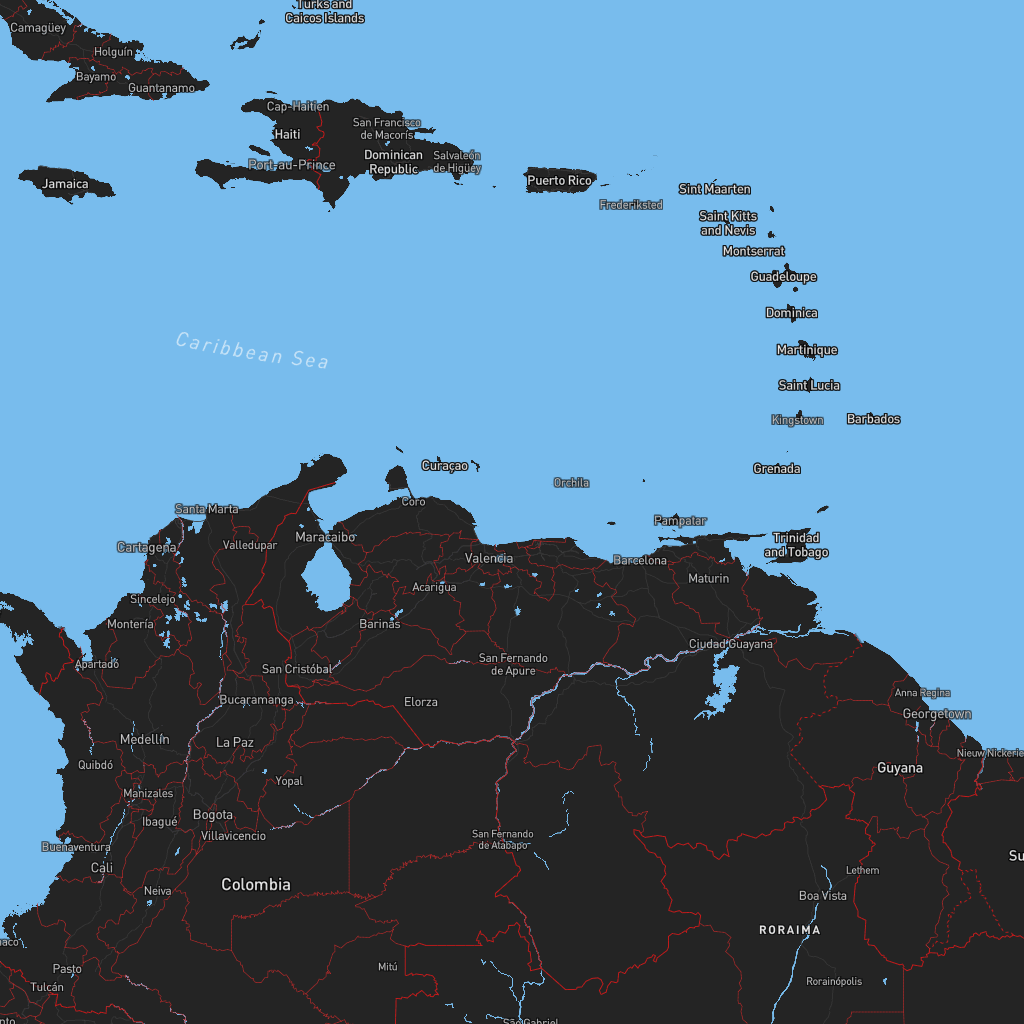 Turks and
Caicos Islands
Camagüey
Holguín
Bayamo
Guantanamo
Cap-Haitien
San Francisco
de Macorís
Haiti
Dominican
Republic
Salvaleón
de Higüey
Port-au-Prince
Jamaica
Puerto Rico
Sint Maarten
Frederiksted
Saint Kitts
and Nevis
Montserrat
Guadeloupe
Dominica
Caribbean Sea
Martinique
Saint Lucia
Kingstown
Barbados
Curaçao
Grenada
Orchila
Coro
Santa Marta
Pampatar
Cartagena
Valledupar
Maracaibo
Trinidad
and Tobago
Valencia
Barcelona
Acarigua
Maturin
Sincelejo
Montería
Barinas
Ciudad Guayana
Apartado
San Cristóbal
San Fernando
de Apure
Bucaramanga
Elorza
Anna Regina
Georgetown
Medellín
La Paz
Nieuw Nickerie
Quibdó
Guyana
Yopal
Manizales
Bogota
Ibagué
Villavicencio
San Fernando
de Atabapo
Buenaventura
Su
Cali
Lethem
Colombia
Neiva
Boa Vista
RORAIMA
naco
Pasto
Mitú
Tulcán
Rorainópolis
São Gabriel
nto